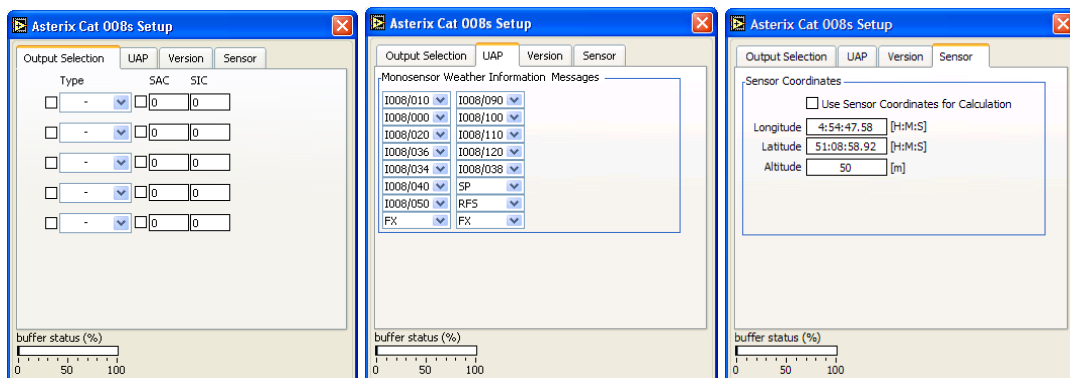 Asterix Cat 008s Setup
Output Selection UAP Version Sensor
Type SAC SIC
- 0 0
- 0 0
- 0 0
- 0 0
- 0 0
buffer status (%)
0 50 100
Asterix Cat 008s Setup
Output Selection UAP Version Sensor
Monosensor Weather Information Messages
I008/010 I008/090
I008/000 I008/100
I008/020 I008/110
I008/036 I008/120
I008/034 I008/038
I008/040 SP
I008/050 RFS
FX FX
buffer status (%)
0 50 100
Asterix Cat 008s Setup
Output Selection UAP Version Sensor
Sensor Coordinates
Use Sensor Coordinates for Calculation
Longitude 4:54:47.58 [H:M:S]
Latitude 51:08:58.92 [H:M:S]
Altitude 50 [m]
buffer status (%)
0 50 100